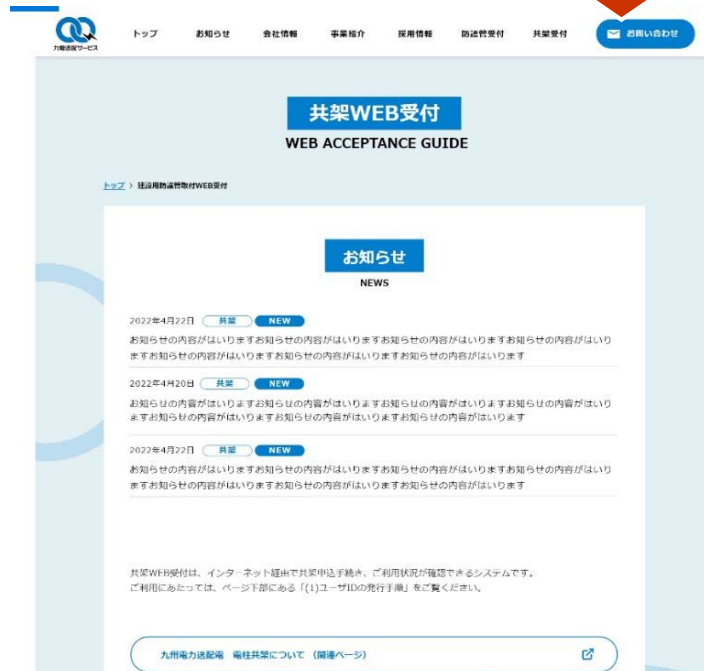 トップ
お知らせ
会社情報
事業紹介
採用情報
防護管受付
共架受付
お問い合わせ
共架WEB受付
WEB ACCEPTANCE GUIDE
トップ > 建設用防護管取付WEB受付
お知らせ
NEWS
2022年4月22日 共架 NEW
お知らせの内容がはいりますお知らせの内容がはいりますお知らせの内容がはいりますお知らせの内容がはいり
ますお知らせの内容がはいりますお知らせの内容がはいりますお知らせの内容がはいります
2022年4月20日 共架 NEW
お知らせの内容がはいりますお知らせの内容がはいりますお知らせの内容がはいりますお知らせの内容がはいり
ますお知らせの内容がはいりますお知らせの内容がはいりますお知らせの内容がはいります
2022年4月22日 共架 NEW
お知らせの内容がはいりますお知らせの内容がはいりますお知らせの内容がはいりますお知らせの内容がはいり
ますお知らせの内容がはいりますお知らせの内容がはいりますお知らせの内容がはいります
共架WEB受付は、インターネット経由で共架申込手続き、ご利用状況が確認できるシステムです。
ご利用にあたっては、ページ下部にある「(1)ユーザIDの発行手順」をご覧ください。
九州電力送配電 電柱共架について (関連ページ)